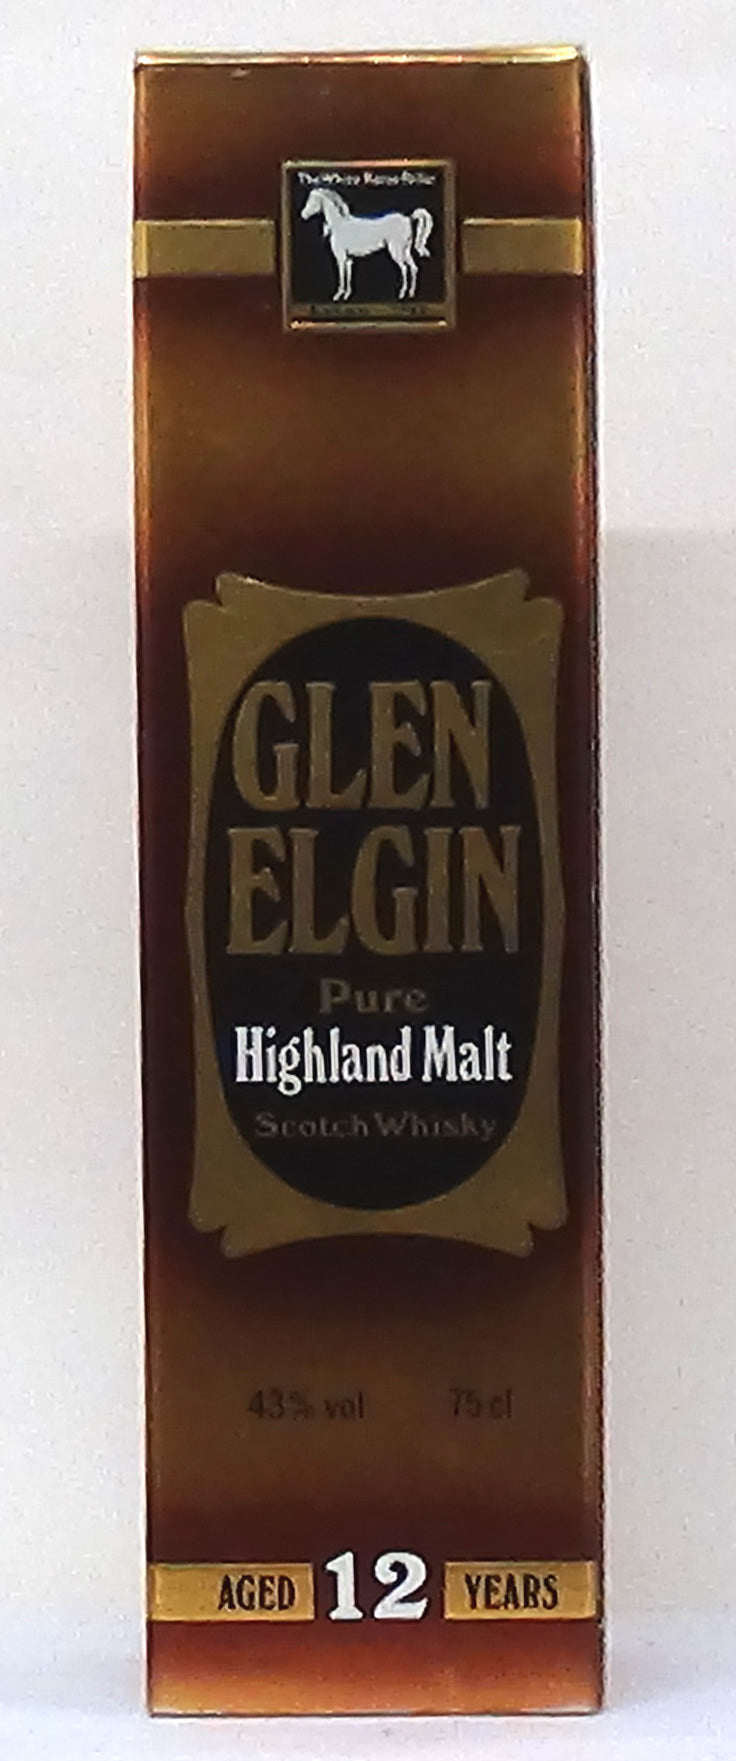 The White Horse Cellar
GLEN
ELGIN
Pure
Highland Malt
Scotch Whisky
43% vol 75 cl
AGED 12 YEARS